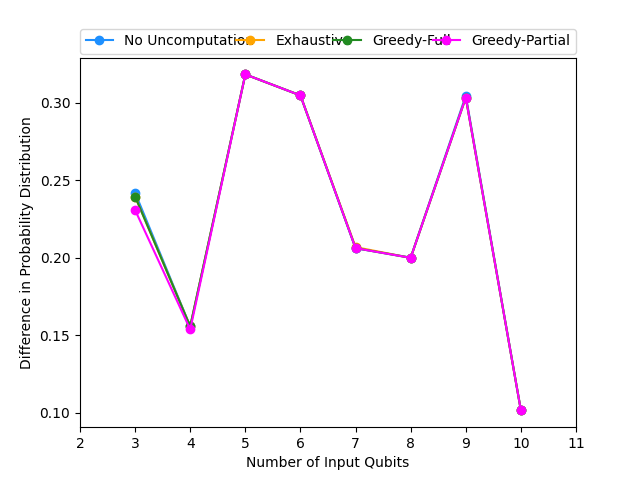 No Uncomputation Exhaustive Greedy-Full Greedy-Partial
0.30
0.25
0.20
0.15
0.10
Difference in Probability Distribution
2 3 4 5 6 7 8 9 10 11
Number of Input Qubits